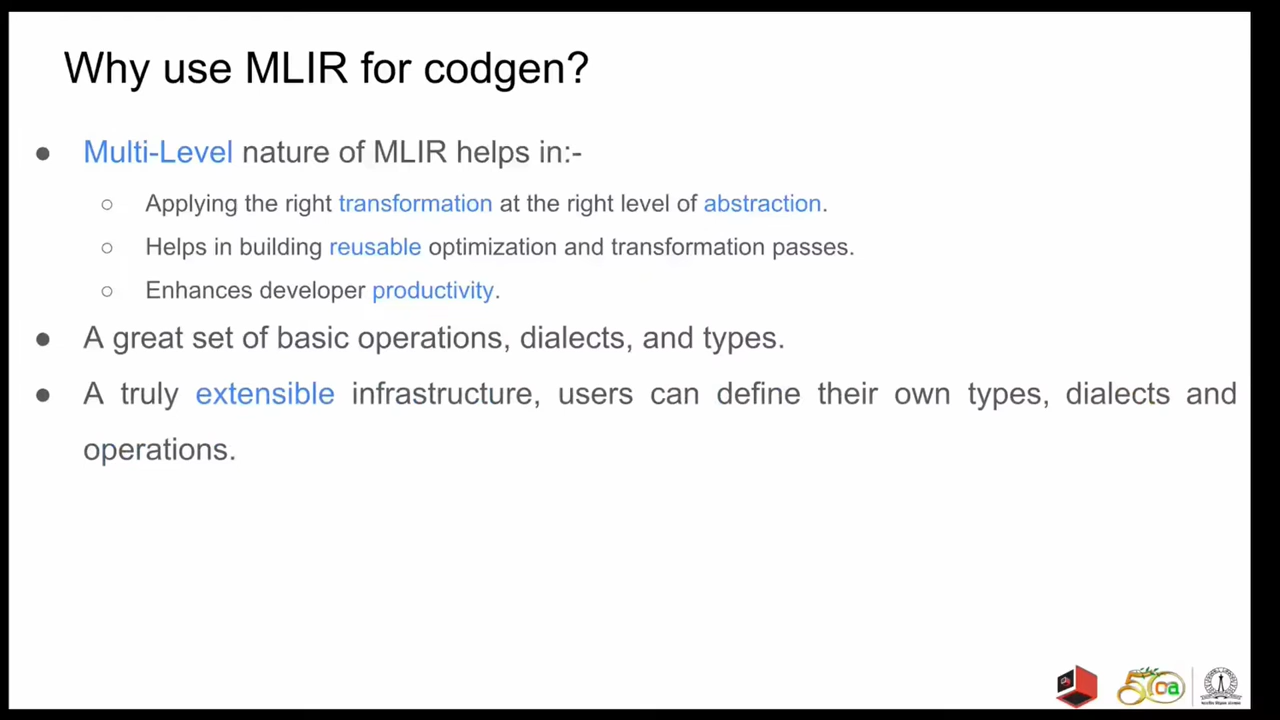 Why use MLIR for codgen?
● Multi-Level nature of MLIR helps in:-
○ Applying the right transformation at the right level of abstraction.
○ Helps in building reusable optimization and transformation passes.
○ Enhances developer productivity.
● A great set of basic operations, dialects, and types.
● A truly extensible infrastructure, users can define their own types, dialects and
operations.